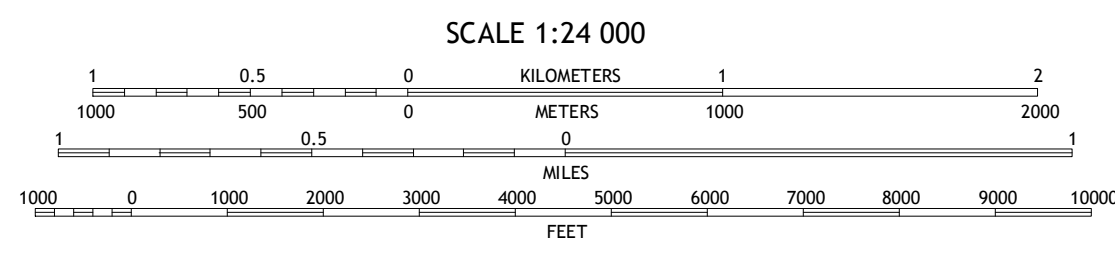 SCALE 1:24 000
1 0.5 0 KILOMETERS 1 2
1000 500 0 METERS 1000 2000
1 0.5 0 1
MILES
1000 0 1000 2000 3000 4000 5000 6000 7000 8000 9000 10000
FEET